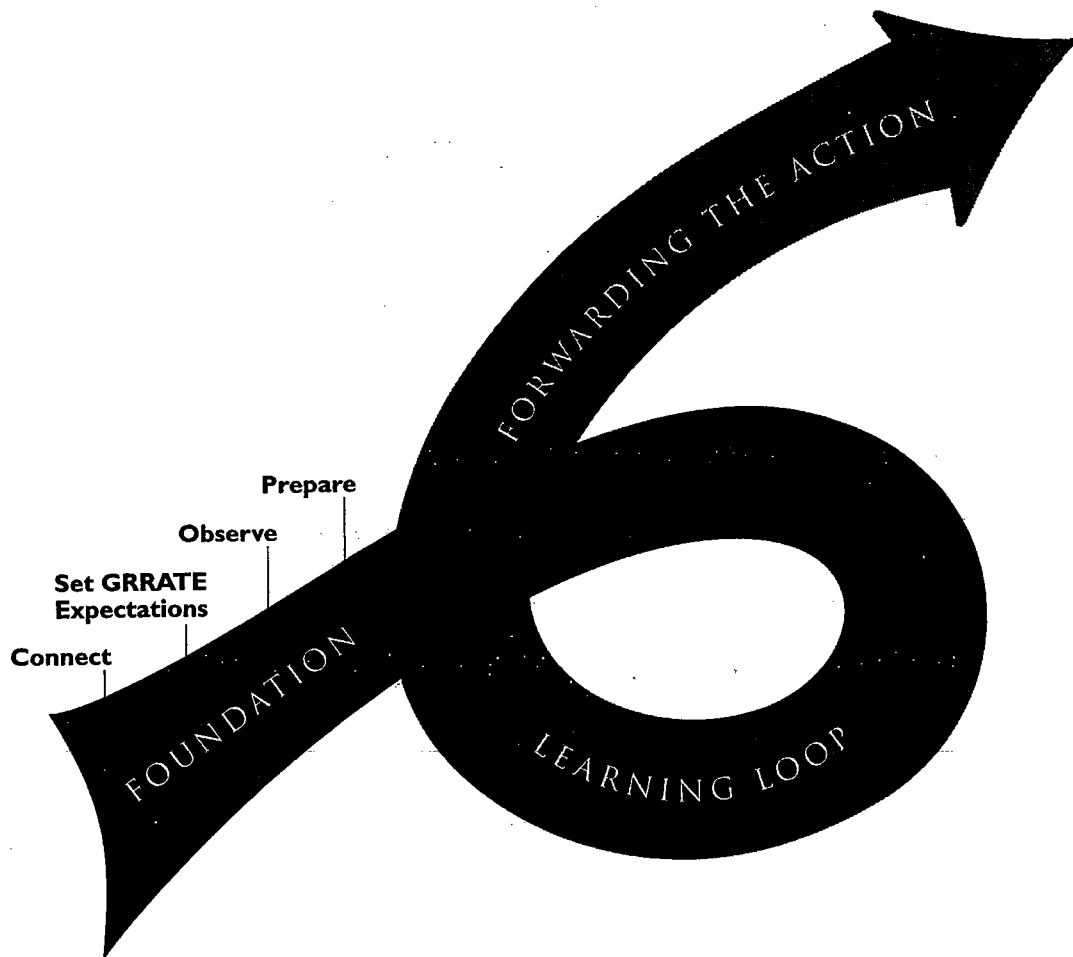 FORWARDING THE ACTION
Prepare
Observe
Set GRRATE
Expectations
Connect
FOUNDATION
LEARNING LOOP